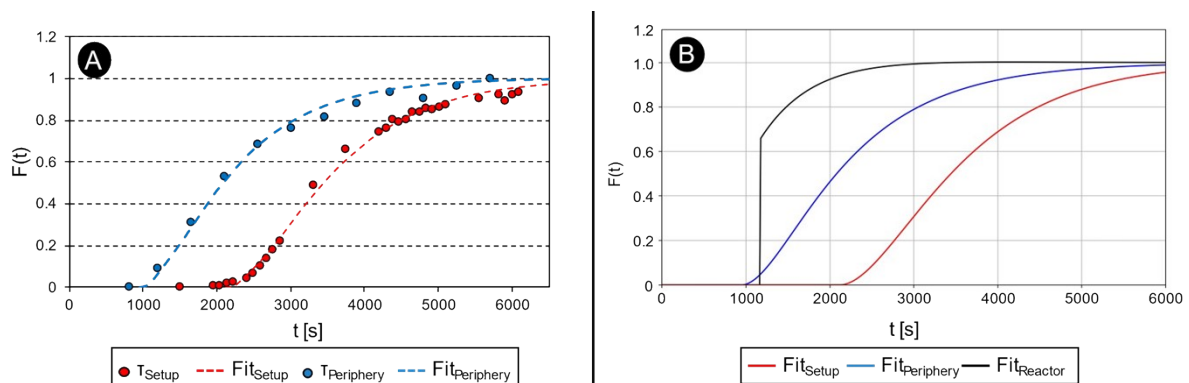 A
F(t)
1.2
1
0.8
0.6
0.4
0.2
0
0 1000 2000 3000 4000 5000 6000
t [s]
τSetup FitSetup τPeriphery FitPeriphery
B
F(t)
1.2
1.0
0.8
0.6
0.4
0.2
0
0 1000 2000 3000 4000 5000 6000
t [s]
FitSetup FitPeriphery FitReactor